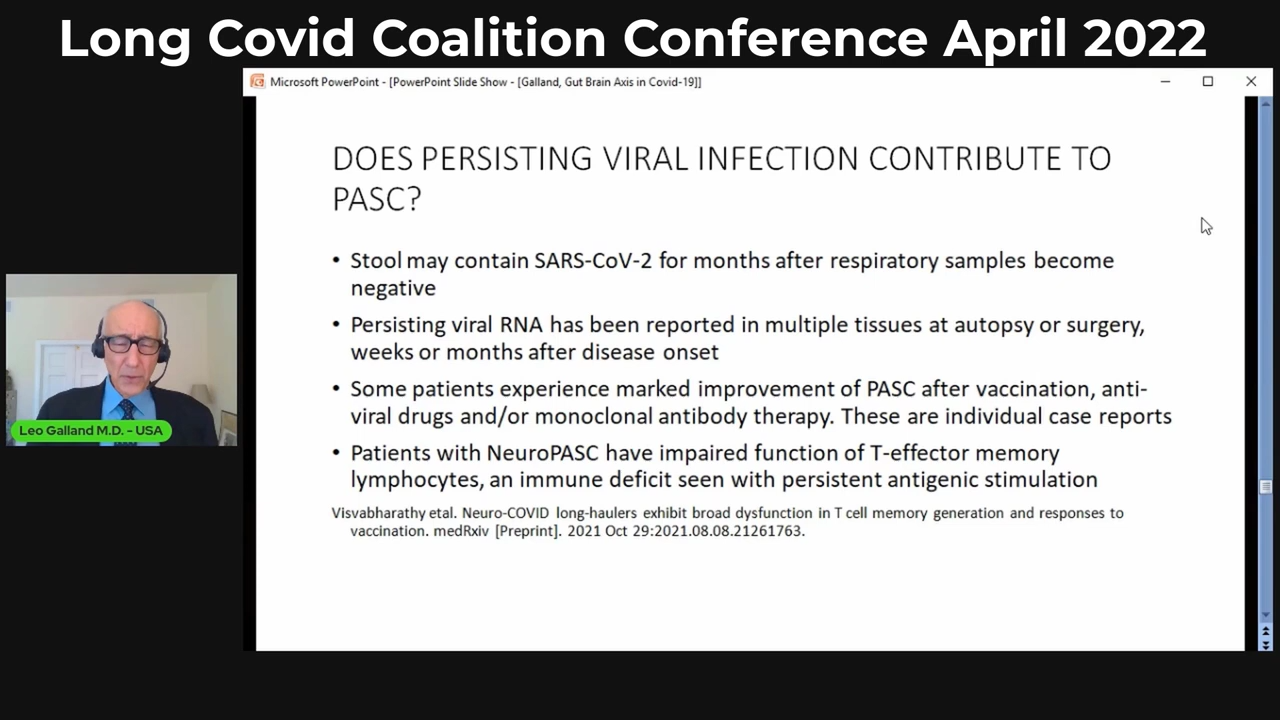 Long Covid Coalition Conference April 2022
Microsoft PowerPoint - [PowerPoint Slide Show - [Galland, Gut Brain Axis in Covid-19]]
DOES PERSISTING VIRAL INFECTION CONTRIBUTE TO
PASC?
• Stool may contain SARS-CoV-2 for months after respiratory samples become
negative
• Persisting viral RNA has been reported in multiple tissues at autopsy or surgery,
weeks or months after disease onset
• Some patients experience marked improvement of PASC after vaccination, anti-
viral drugs and/or monoclonal antibody therapy. These are individual case reports
• Patients with NeuroPASC have impaired function of T-effector memory
lymphocytes, an immune deficit seen with persistent antigenic stimulation
Visvabharathy etal. Neuro-COVID long-haulers exhibit broad dysfunction in T cell memory generation and responses to
vaccination. medRxiv [Preprint]. 2021 Oct 29:2021.08.08.21261763.
Leo Galland M.D. - USA